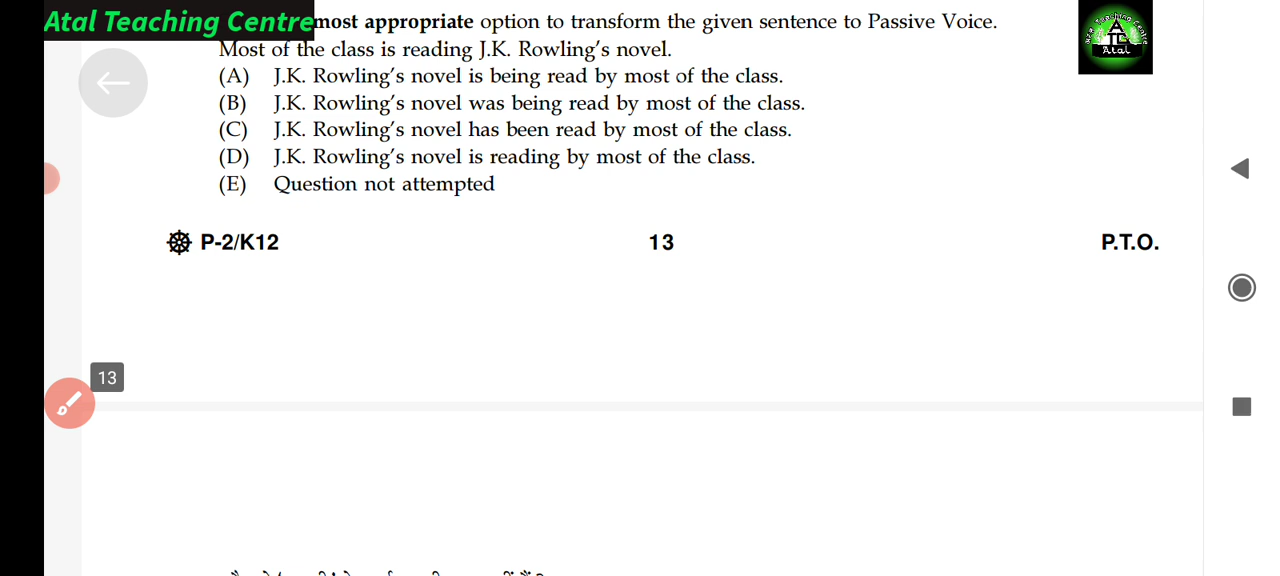 Atal Teaching Centre most appropriate option to transform the given sentence to Passive Voice.
Most of the class is reading J.K. Rowling's novel.
(A) J.K. Rowling's novel is being read by most of the class.
(B) J.K. Rowling's novel was being read by most of the class.
(C) J.K. Rowling's novel has been read by most of the class.
(D) J.K. Rowling's novel is reading by most of the class.
(E) Question not attempted
P-2/K12 13 P.T.O.
13
Atal